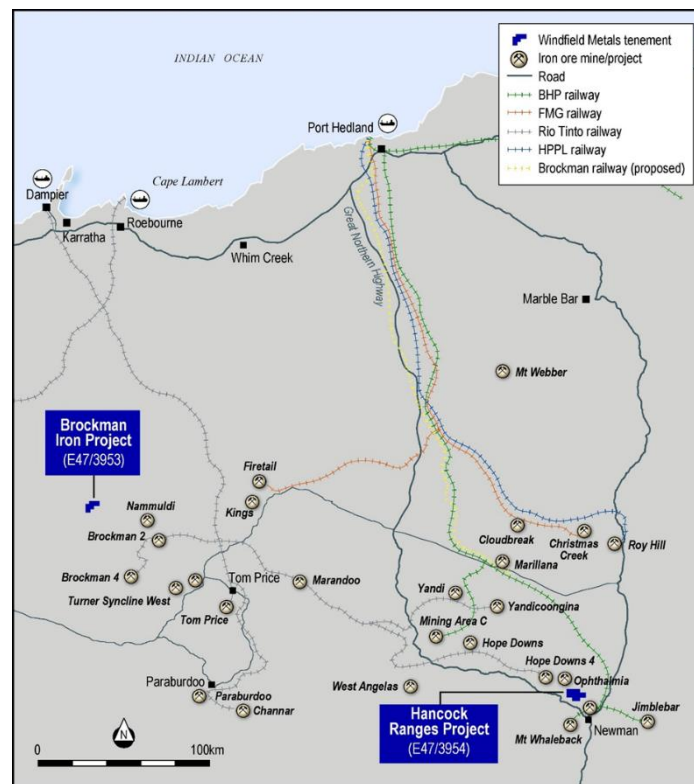 INDIAN OCEAN
Windfield Metals tenement
Iron ore mine/project
Road
BHP railway
FMG railway
Rio Tinto railway
HPPL railway
Brockman railway (proposed)
Port Hedland
Cape Lambert
Dampier
Karratha
Roebourne
Whim Creek
Great Northern Highway
Marble Bar
Mt Webber
Brockman
Iron Project
(E47/3953)
Firetail
Kings
Nammuldi
Brockman 2
Cloudbreak
Christmas
Creek
Roy Hill
Marillana
Brockman 4
Turner Syncline West
Tom Price
Marandoo
Yandi
Yandicoongina
Tom Price
Mining Area C
Hope Downs
Hope Downs 4
Ophthalmia
Paraburdoo
Paraburdoo
Channar
West Angelas
Hancock
Ranges Project
(E47/3954)
Jimblebar
Newman
Mt Whaleback
N
0 100km